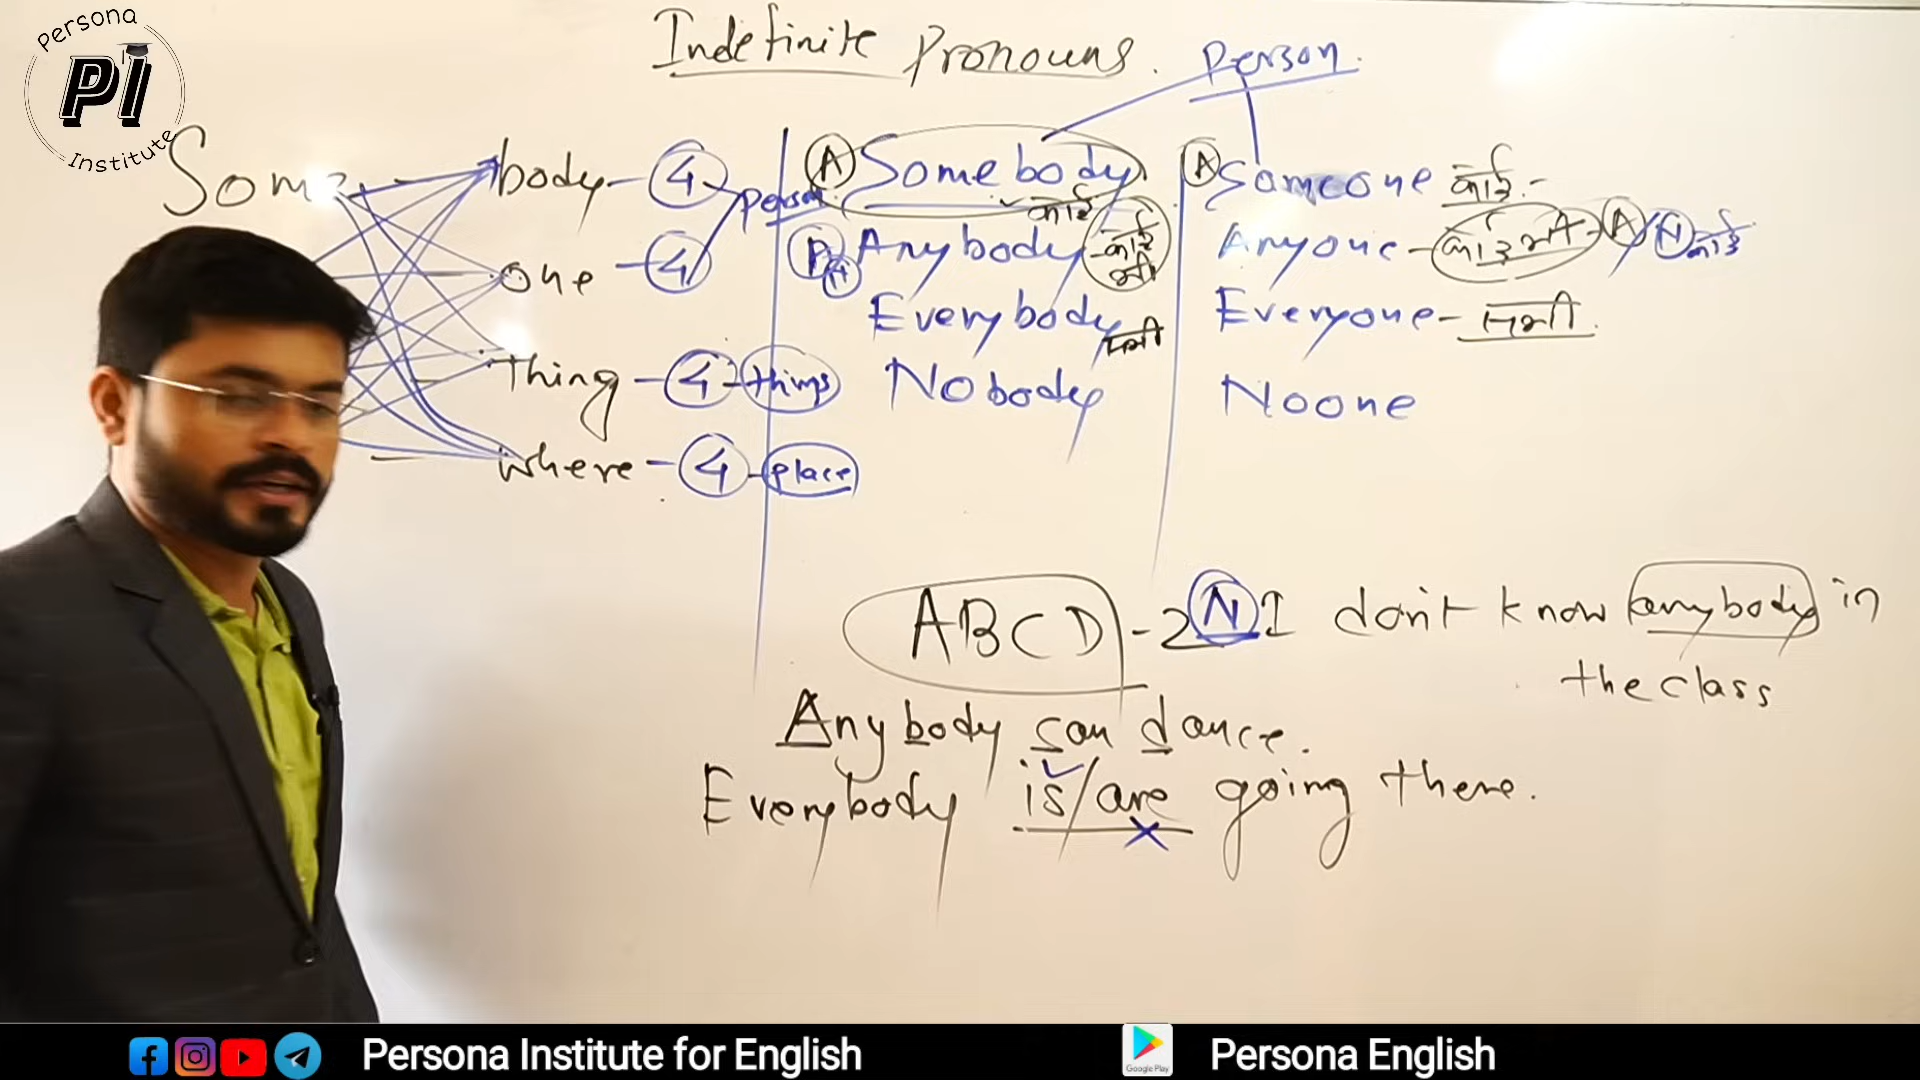 Persona
PI
Institute
Indefinite Pronouns. Person.
Some
body - 4 person
one - 4
Thing - 4 - things
where - 4 - place
A Somebody कोई
Anybody कोई भी
Everybody सभी
Nobody
A Someone कोई -
Anyone - कोई भी - A/N कोई
Everyone - सभी
Noone
ABCD - 2 N I don't know anybody in
the class
Anybody can dance.
Everybody is/are going there.
Persona Institute for English
Google Play
Persona English